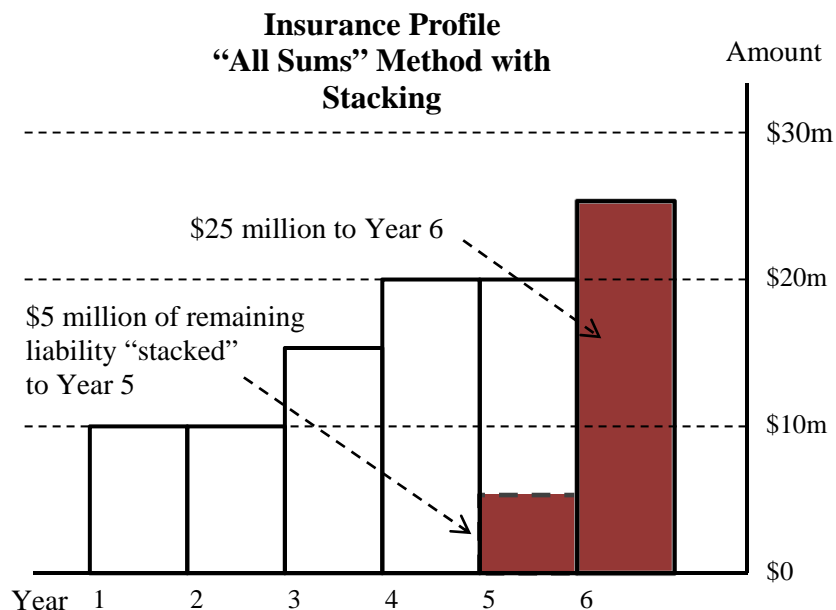 Insurance Profile
“All Sums” Method with
Stacking
Amount
$30m
$25 million to Year 6
$20m
$5 million of remaining
liability “stacked”
to Year 5
$10m
$0
Year 1 2 3 4 5 6